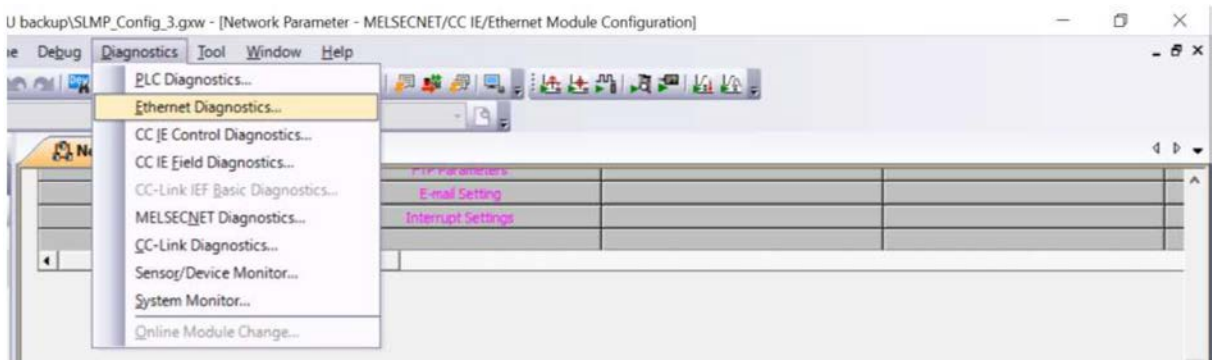 U backup\SLMP_Config_3.gxw - [Network Parameter - MELSECNET/CC IE/Ethernet Module Configuration]
Debug Diagnostics Tool Window Help
PLC Diagnostics...
Ethernet Diagnostics...
CC IE Control Diagnostics...
CC IE Field Diagnostics...
CC-Link IEF Basic Diagnostics...
MELSECNET Diagnostics...
CC-Link Diagnostics...
Sensor/Device Monitor...
System Monitor...
Online Module Change...
FTP Parameters
E-mail Setting
Interrupt Settings